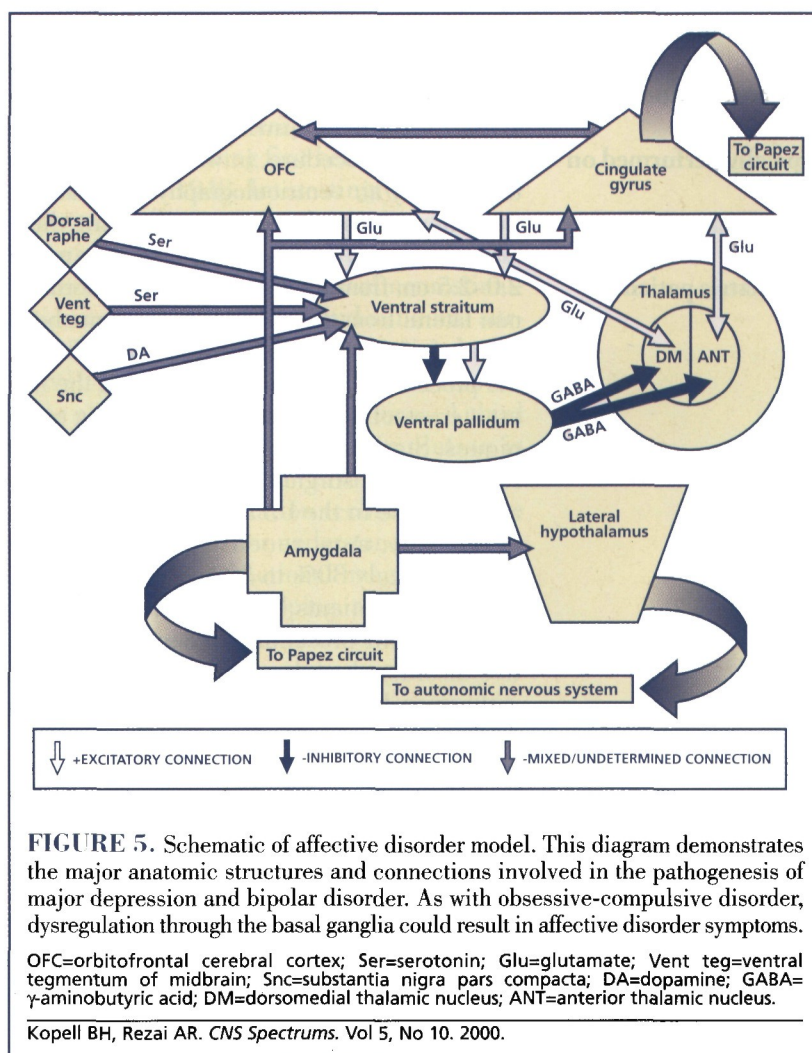 OFC
Cingulate
gyrus
To Papez
circuit
Dorsal
raphe
Ser
Glu
Glu
Glu
Vent
teg
Ser
Ventral straitum
Glu
Thalamus
DM
ANT
DA
Snc
Ventral pallidum
GABA
GABA
Amygdala
Lateral
hypothalamus
To Papez circuit
To autonomic nervous system
+EXCITATORY CONNECTION
-INHIBITORY CONNECTION
-MIXED/UNDETERMINED CONNECTION
FIGURE 5. Schematic of affective disorder model. This diagram demonstrates
the major anatomic structures and connections involved in the pathogenesis of
major depression and bipolar disorder. As with obsessive-compulsive disorder,
dysregulation through the basal ganglia could result in affective disorder symptoms.
OFC=orbitofrontal cerebral cortex; Ser=serotonin; Glu=glutamate; Vent teg=ventral
tegmentum of midbrain; Snc=substantia nigra pars compacta; DA=dopamine; GABA=
γ-aminobutyric acid; DM=dorsomedial thalamic nucleus; ANT=anterior thalamic nucleus.
Kopell BH, Rezai AR. CNS Spectrums. Vol 5, No 10. 2000.